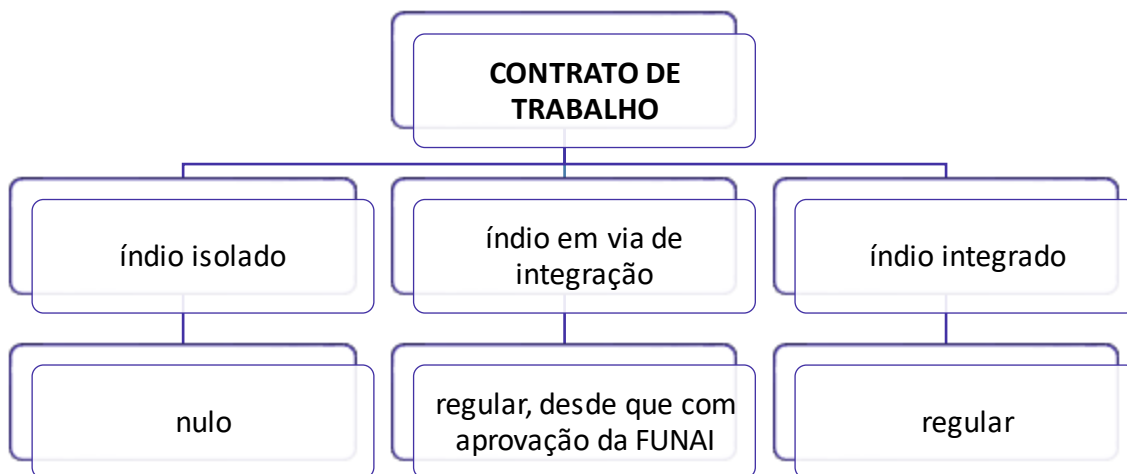 CONTRATO DE
TRABALHO
índio isolado
índio em via de
integração
índio integrado
nulo
regular, desde que com
aprovação da FUNAI
regular